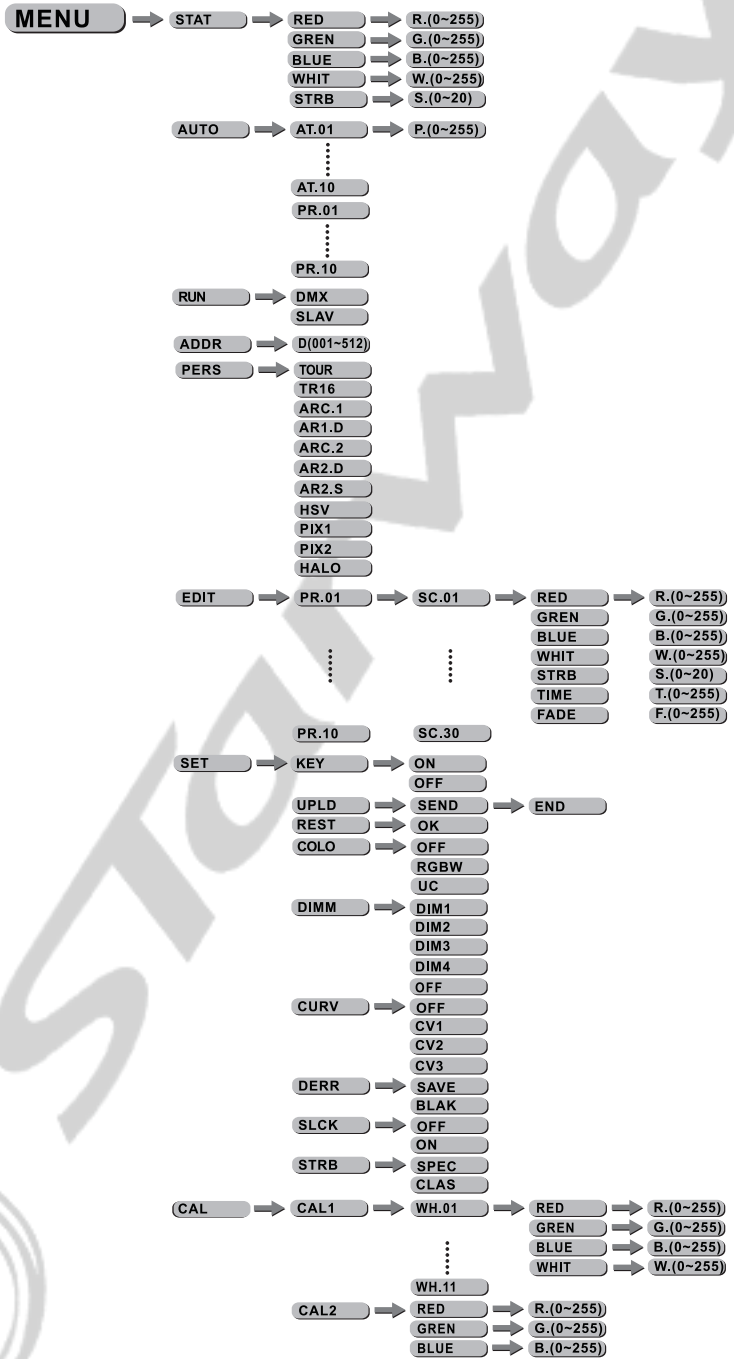 MENU STAT RED R.(0~255)
GREN G.(0~255)
BLUE B.(0~255)
WHIT W.(0~255)
STRB S.(0~20)
AUTO AT.01 P.(0~255)
AT.10
PR.01
PR.10
RUN DMX
SLAV
ADDR D(001~512)
PERS TOUR
TR16
ARC.1
AR1.D
ARC.2
AR2.D
AR2.S
HSV
PIX1
PIX2
HALO
EDIT PR.01 SC.01 RED R.(0~255)
GREN G.(0~255)
BLUE B.(0~255)
WHIT W.(0~255)
STRB S.(0~20)
TIME T.(0~255)
FADE F.(0~255)
PR.10 SC.30
SET KEY ON
OFF
UPLD SEND END
REST OK
COLO OFF
RGBW
UC
DIMM DIM1
DIM2
DIM3
DIM4
OFF
CURV OFF
CV1
CV2
CV3
DERR SAVE
BLAK
SLCK OFF
ON
STRB SPEC
CLAS
CAL CAL1 WH.01 RED R.(0~255)
GREN G.(0~255)
BLUE B.(0~255)
WHIT W.(0~255)
WH.11
CAL2 RED R.(0~255)
GREN G.(0~255)
BLUE B.(0~255)
Starway